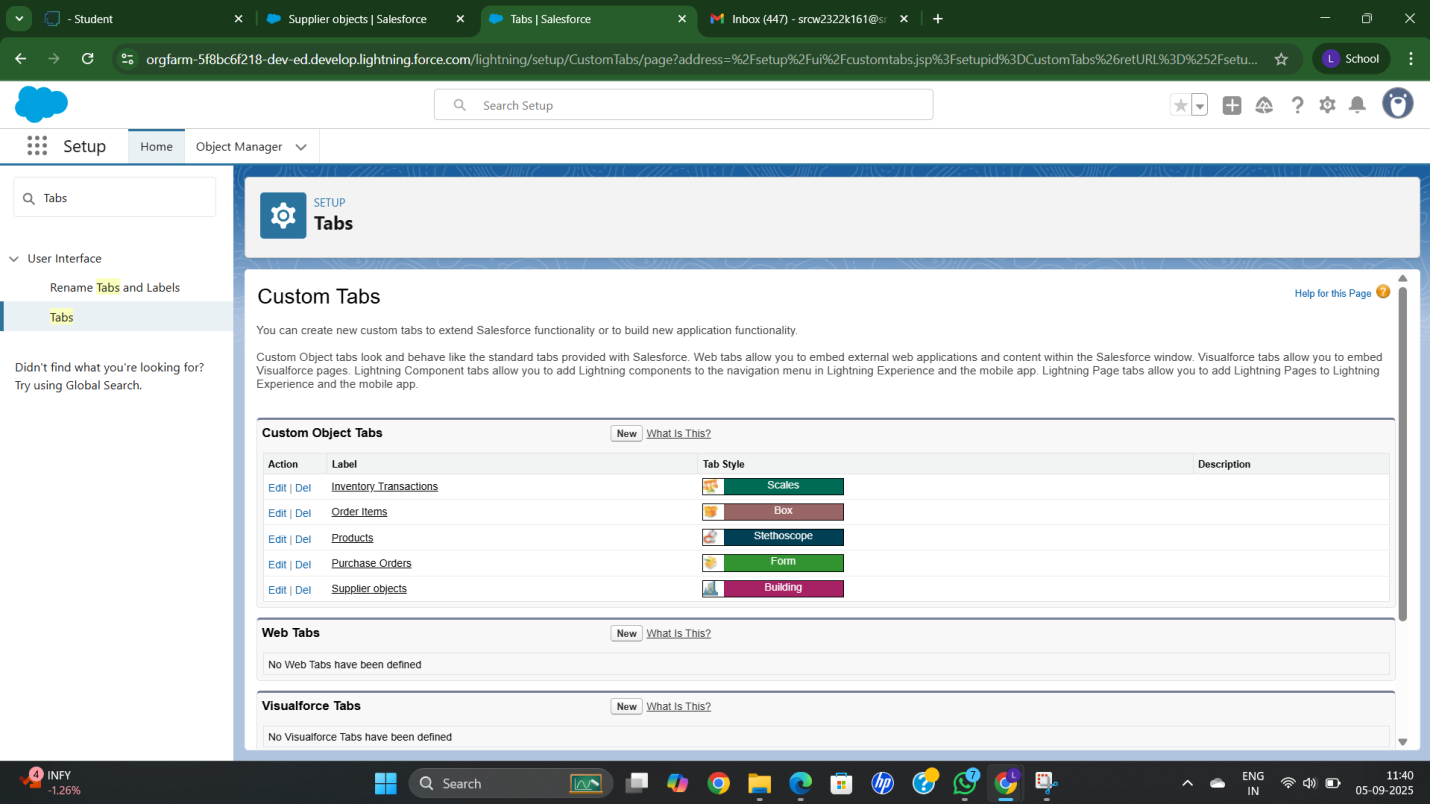 - Student
Supplier objects | Salesforce
Tabs | Salesforce
Inbox (447) - srcw2322k161@sr
orgfarm-5f8bc6f218-dev-ed.develop.lightning.force.com/lightning/setup/CustomTabs/page?address=%2Fsetup%2Fui%2Fcustomtabs.jsp%3Fsetupid%3DCustomTabs%26retURL%3D%252Fsetu...
L School
Search Setup
Setup
Home
Object Manager
Tabs
User Interface
Rename Tabs and Labels
Tabs
Didn't find what you're looking for?
Try using Global Search.
SETUP
Tabs
Custom Tabs
Help for this Page ?
You can create new custom tabs to extend Salesforce functionality or to build new application functionality.
Custom Object tabs look and behave like the standard tabs provided with Salesforce. Web tabs allow you to embed external web applications and content within the Salesforce window. Visualforce tabs allow you to embed
Visualforce pages. Lightning Component tabs allow you to add Lightning components to the navigation menu in Lightning Experience and the mobile app. Lightning Page tabs allow you to add Lightning Pages to Lightning
Experience and the mobile app.
Custom Object Tabs New What Is This?
Action Label Tab Style Description
Edit | Del Inventory Transactions Scales
Edit | Del Order Items Box
Edit | Del Products Stethoscope
Edit | Del Purchase Orders Form
Edit | Del Supplier objects Building
Web Tabs New What Is This?
No Web Tabs have been defined
Visualforce Tabs New What Is This?
No Visualforce Tabs have been defined
4 INFY
-1.26%
Search
hp
7
L
ENG
IN
11:40
05-09-2025